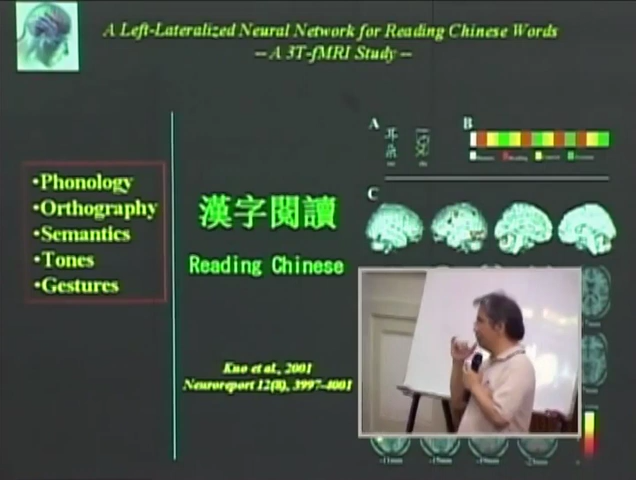 A Left-Lateralized Neural Network for Reading Chinese Words
-- A 3T-fMRI Study --
•Phonology
•Orthography
•Semantics
•Tones
•Gestures
漢字閱讀
Reading Chinese
Kuo et al., 2001
Neuroreport 12(8), 3997-4001
A
B
C